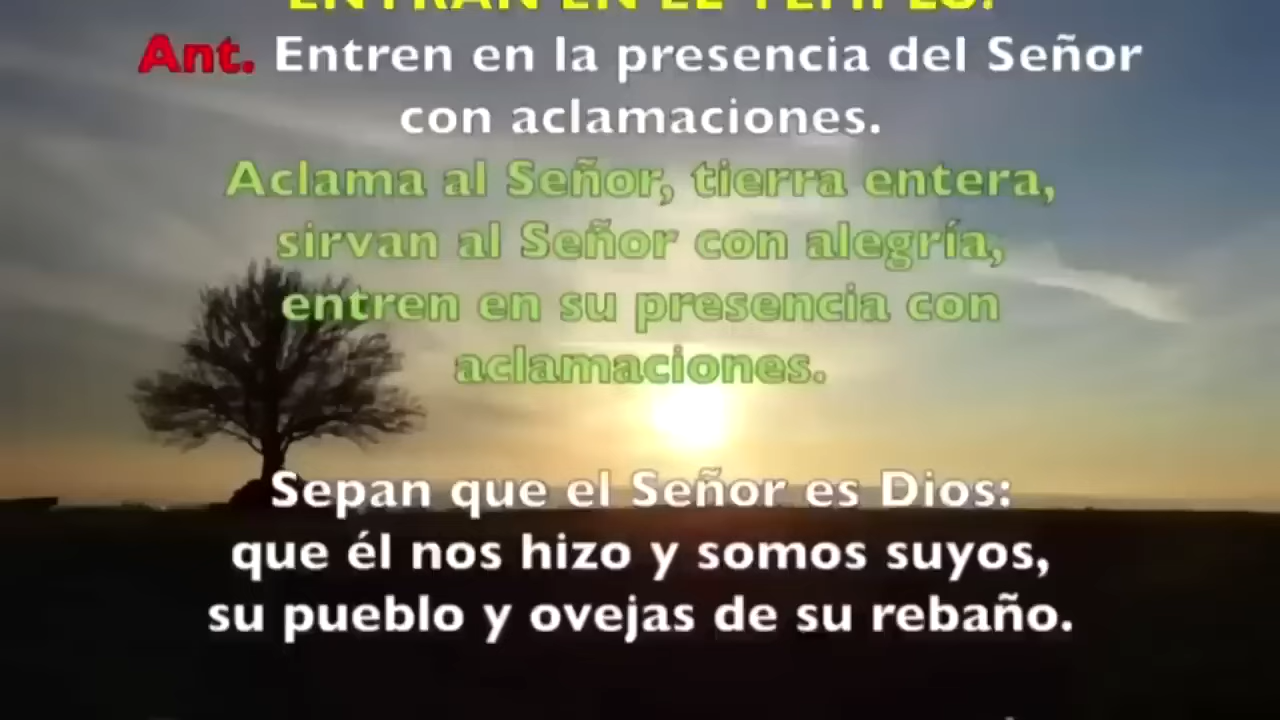 ENTRAN EN EL TEMPLO.
Ant. Entren en la presencia del Señor
con aclamaciones.
Aclama al Señor, tierra entera,
sirvan al Señor con alegría,
entren en su presencia con
aclamaciones.
Sepan que el Señor es Dios:
que él nos hizo y somos suyos,
su pueblo y ovejas de su rebaño.